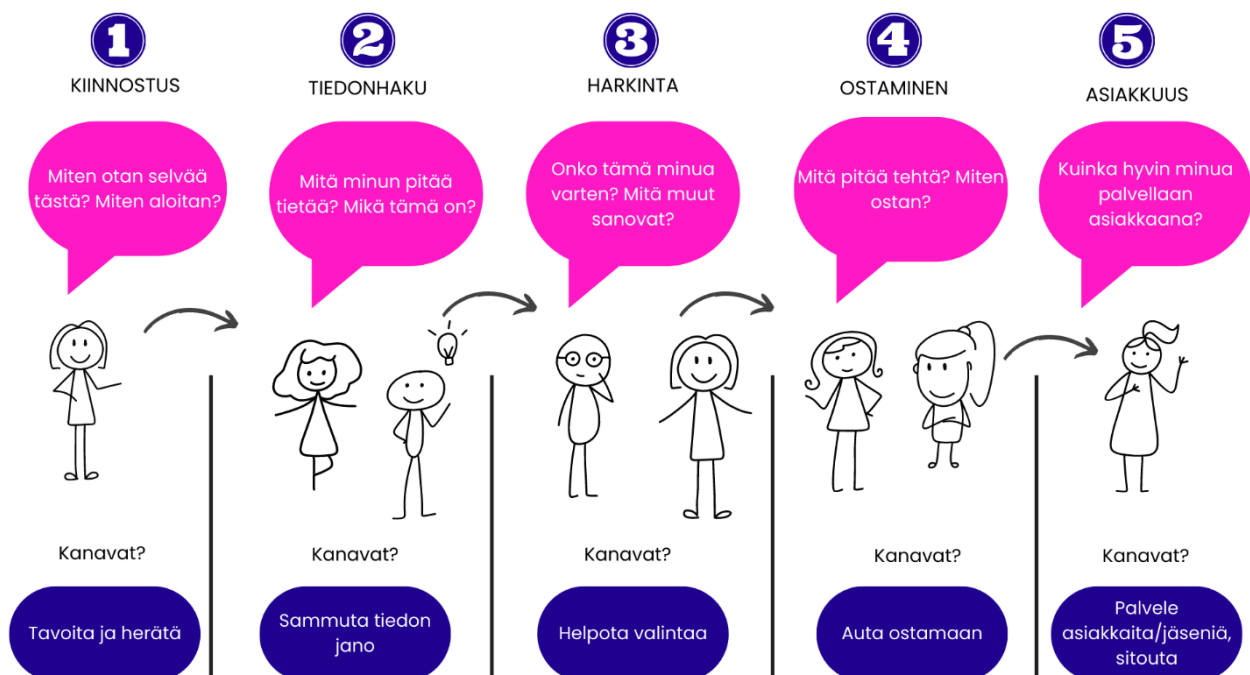 1
KIINNOSTUS
Miten otan selvää
tästä? Miten aloitan?
Kanavat?
Tavoita ja herätä
2
TIEDONHAKU
Mitä minun pitää
tietää? Mikä tämä on?
Kanavat?
Sammuta tiedon
jano
3
HARKINTA
Onko tämä minua
varten? Mitä muut
sanovat?
Kanavat?
Helpota valintaa
4
OSTAMINEN
Mitä pitää tehtä? Miten
ostan?
Kanavat?
Auta ostamaan
5
ASIAKKUUS
Kuinka hyvin minua
palvellaan
asiakkaana?
Kanavat?
Palvele
asiakkaita/jäseniä,
sitouta